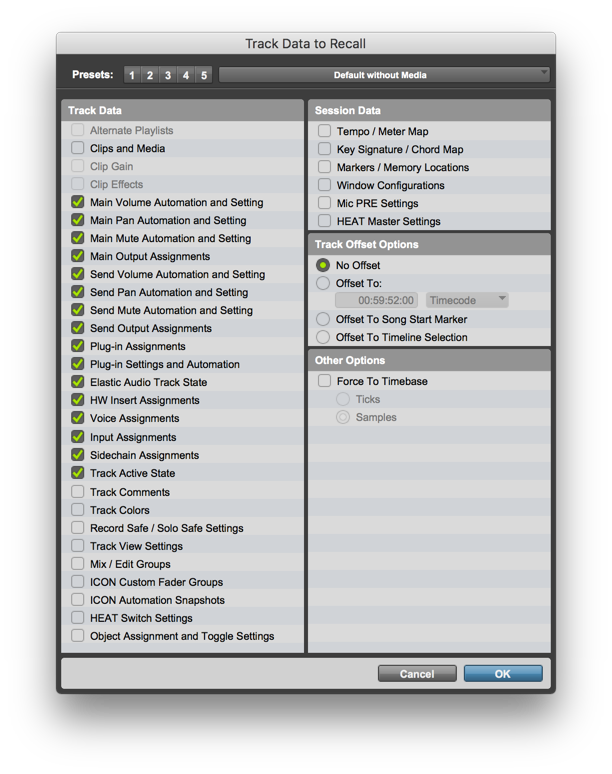 Track Data to Recall
Presets: 1 2 3 4 5 Default without Media
Track Data
Alternate Playlists
Clips and Media
Clip Gain
Clip Effects
Main Volume Automation and Setting
Main Pan Automation and Setting
Main Mute Automation and Setting
Main Output Assignments
Send Volume Automation and Setting
Send Pan Automation and Setting
Send Mute Automation and Setting
Send Output Assignments
Plug-in Assignments
Plug-in Settings and Automation
Elastic Audio Track State
HW Insert Assignments
Voice Assignments
Input Assignments
Sidechain Assignments
Track Active State
Track Comments
Track Colors
Record Safe / Solo Safe Settings
Track View Settings
Mix / Edit Groups
ICON Custom Fader Groups
ICON Automation Snapshots
HEAT Switch Settings
Object Assignment and Toggle Settings
Session Data
Tempo / Meter Map
Key Signature / Chord Map
Markers / Memory Locations
Window Configurations
Mic PRE Settings
HEAT Master Settings
Track Offset Options
No Offset
Offset To:
00:59:52:00 Timecode
Offset To Song Start Marker
Offset To Timeline Selection
Other Options
Force To Timebase
Ticks
Samples
Cancel OK